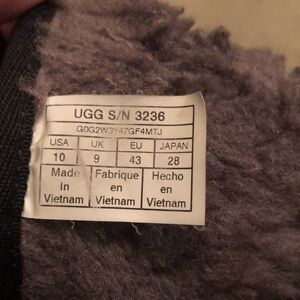 UGG S/N 3236
G0G2W3Y47GF4MTJ
USA UK EU JAPAN
10 9 43 28
Made Fabrique Hecho
In en en
Vietnam Vietnam Vietnam